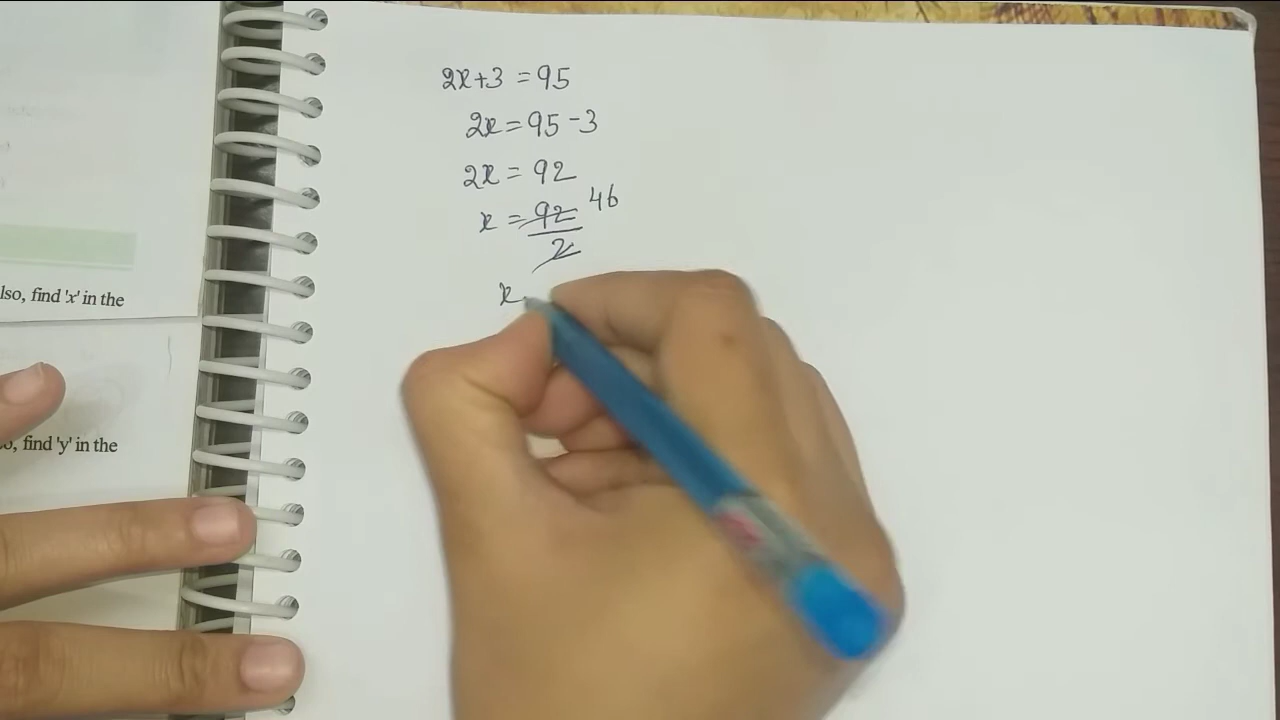 2x+3 = 95
2x = 95 - 3
2x = 92
x = 92/2 46
x
lso, find 'x' in the
find 'y' in the